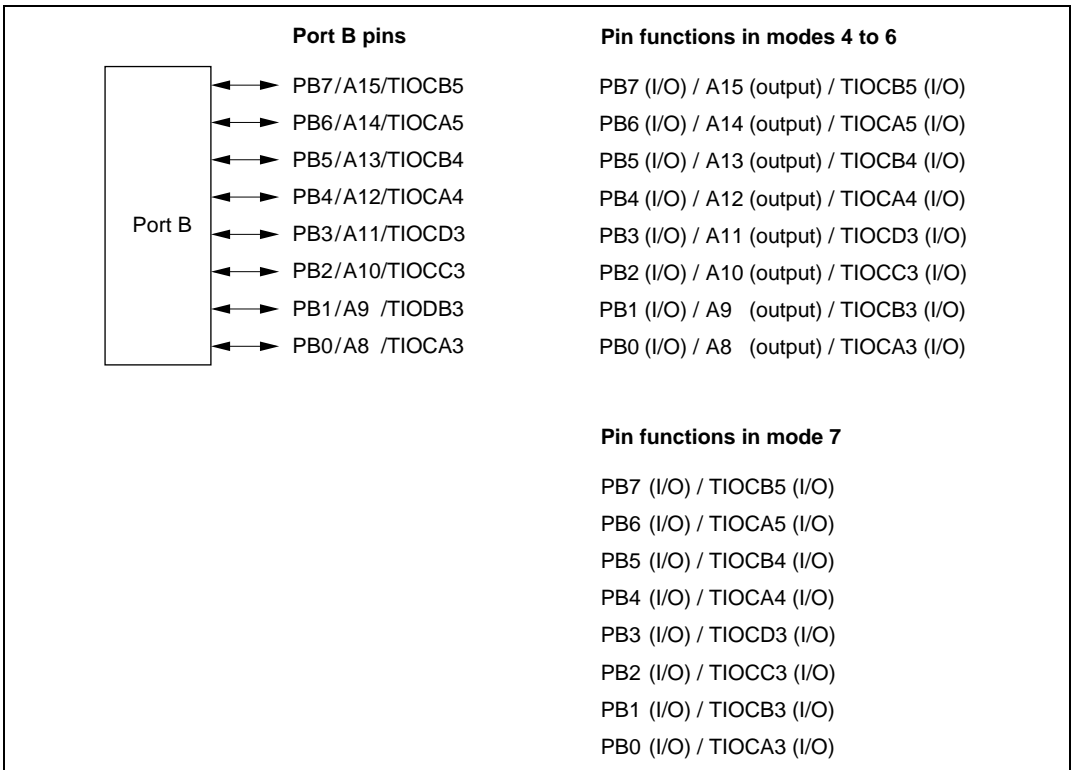 Port B pins
Pin functions in modes 4 to 6
Port B
PB7/A15/TIOCB5
PB7 (I/O) / A15 (output) / TIOCB5 (I/O)
PB6/A14/TIOCA5
PB6 (I/O) / A14 (output) / TIOCA5 (I/O)
PB5/A13/TIOCB4
PB5 (I/O) / A13 (output) / TIOCB4 (I/O)
PB4/A12/TIOCA4
PB4 (I/O) / A12 (output) / TIOCA4 (I/O)
PB3/A11/TIOCD3
PB3 (I/O) / A11 (output) / TIOCD3 (I/O)
PB2/A10/TIOCC3
PB2 (I/O) / A10 (output) / TIOCC3 (I/O)
PB1/A9 /TIODB3
PB1 (I/O) / A9 (output) / TIOCB3 (I/O)
PB0/A8 /TIOCA3
PB0 (I/O) / A8 (output) / TIOCA3 (I/O)
Pin functions in mode 7
PB7 (I/O) / TIOCB5 (I/O)
PB6 (I/O) / TIOCA5 (I/O)
PB5 (I/O) / TIOCB4 (I/O)
PB4 (I/O) / TIOCA4 (I/O)
PB3 (I/O) / TIOCD3 (I/O)
PB2 (I/O) / TIOCC3 (I/O)
PB1 (I/O) / TIOCB3 (I/O)
PB0 (I/O) / TIOCA3 (I/O)